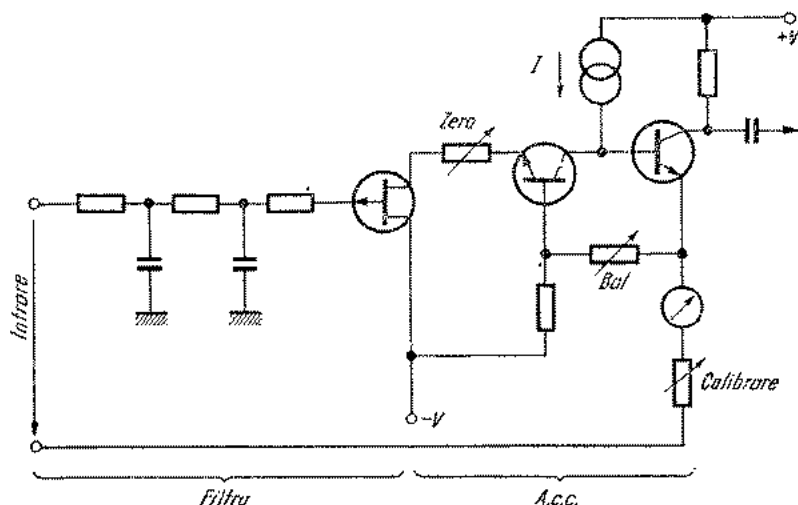 I
+V
Zero
Bal
Intrare
Calibrare
-V
Filtru
A.c.c.